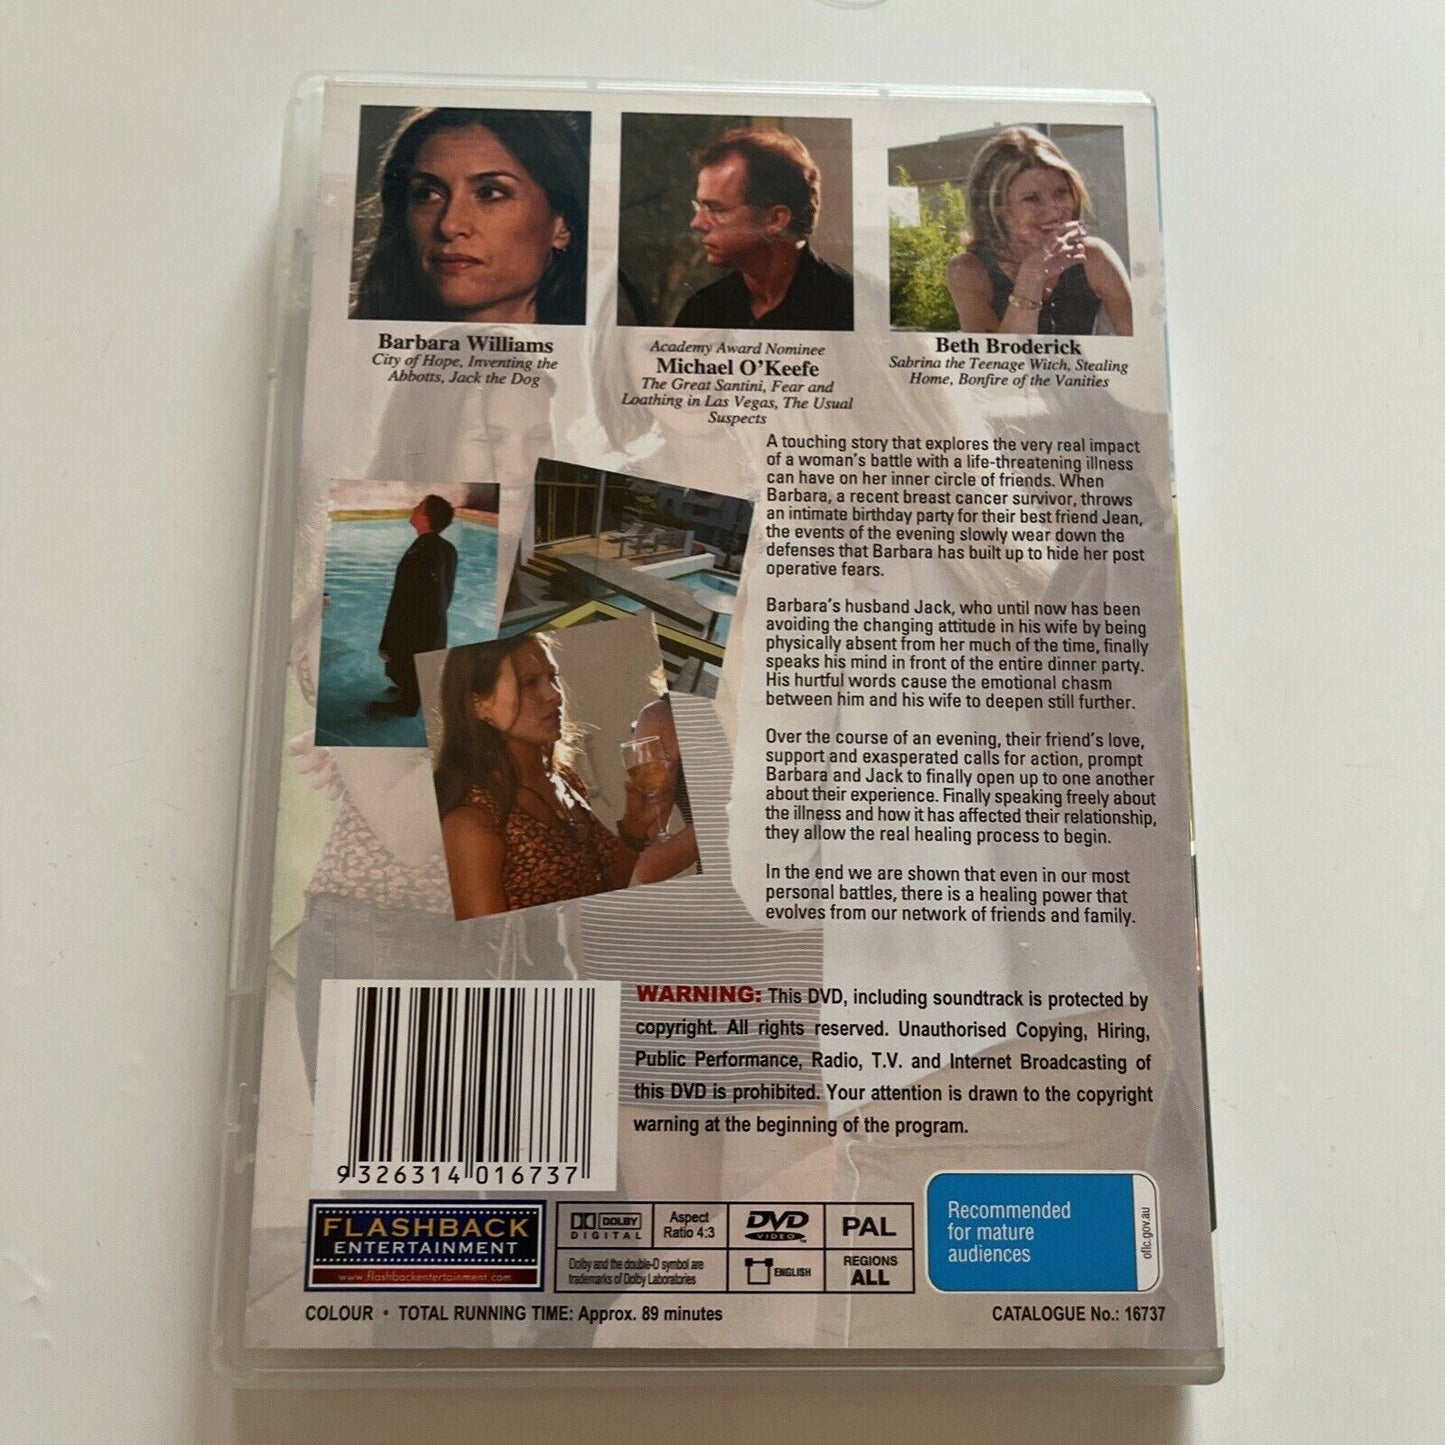 Barbara Williams
City of Hope, Inventing the
Abbotts, Jack the Dog
Academy Award Nominee
Michael O'Keefe
The Great Santini, Fear and
Loathing in Las Vegas, The Usual
Suspects
Beth Broderick
Sabrina the Teenage Witch, Stealing
Home, Bonfire of the Vanities
A touching story that explores the very real impact
of a woman's battle with a life-threatening illness
can have on her inner circle of friends. When
Barbara, a recent breast cancer survivor, throws
an intimate birthday party for their best friend Jean,
the events of the evening slowly wear down the
defenses that Barbara has built up to hide her post
operative fears.
Barbara's husband Jack, who until now has been
avoiding the changing attitude in his wife by being
physically absent from her much of the time, finally
speaks his mind in front of the entire dinner party.
His hurtful words cause the emotional chasm
between him and his wife to deepen still further.
Over the course of an evening, their friend's love,
support and exasperated calls for action, prompt
Barbara and Jack to finally open up to one another
about their experience. Finally speaking freely about
the illness and how it has affected their relationship,
they allow the real healing process to begin.
In the end we are shown that even in our most
personal battles, there is a healing power that
evolves from our network of friends and family.
WARNING: This DVD, including soundtrack is protected by
copyright. All rights reserved. Unauthorised Copying, Hiring,
Public Performance, Radio, T.V. and Internet Broadcasting of
this DVD is prohibited. Your attention is drawn to the copyright
warning at the beginning of the program.
9 326314 016737
FLASHBACK
ENTERTAINMENT
www.flashbackentertainment.com
DOLBY
DIGITAL
Aspect
Ratio 4:3
DVD
VIDEO
PAL
Dolby and the double-D symbol are
trademarks of Dolby Laboratories
ENGLISH
REGIONS
ALL
Recommended
for mature
audiences
oflc.gov.au
COLOUR • TOTAL RUNNING TIME: Approx. 89 minutes
CATALOGUE No.: 16737